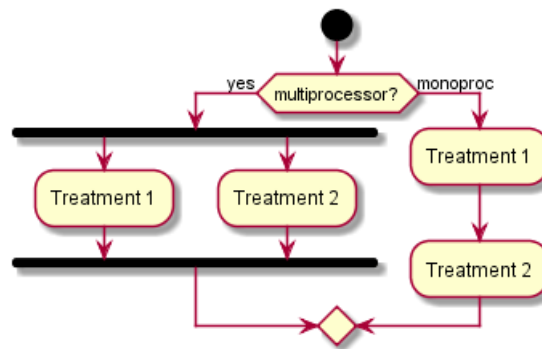 yes
multiprocessor?
monoproc
Treatment 1
Treatment 2
Treatment 1
Treatment 2